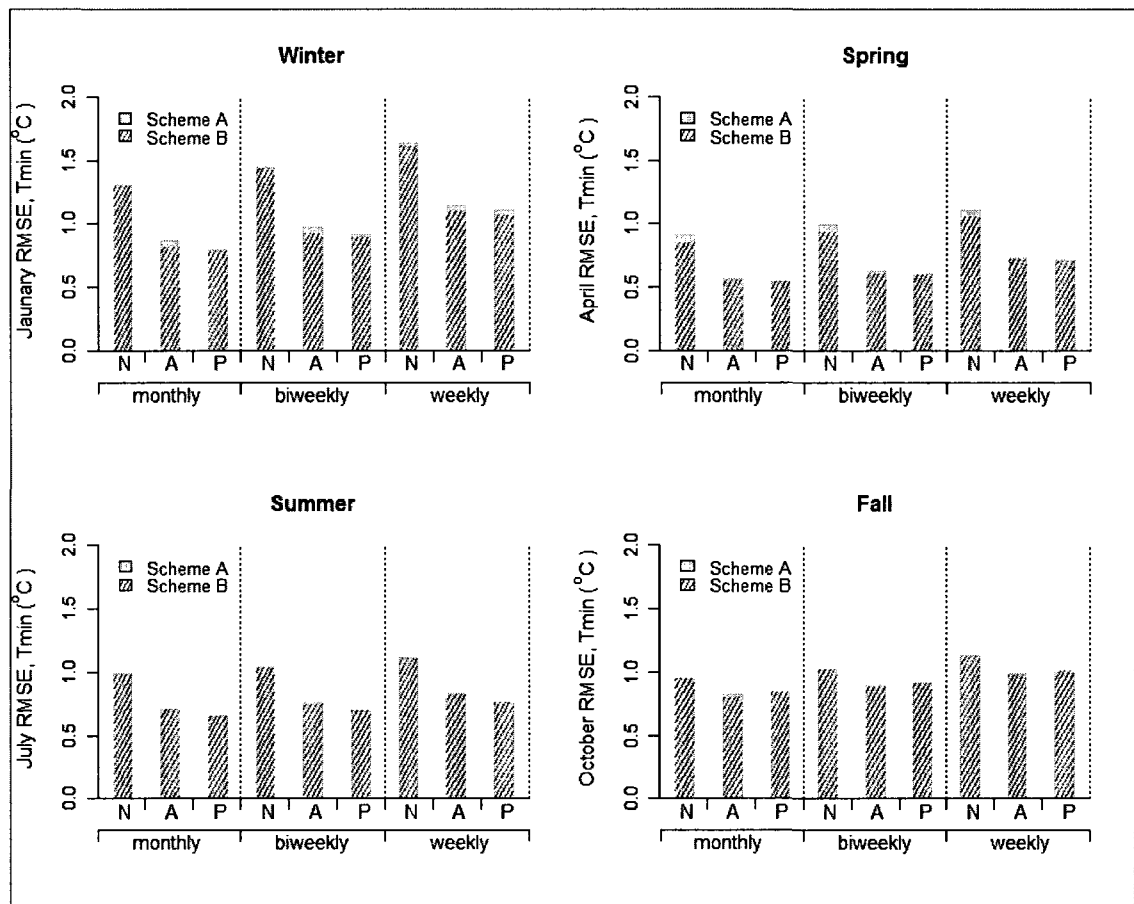 Winter
Jaunary RMSE, Tmin (°C)
0.0 0.5 1.0 1.5 2.0
Scheme A
Scheme B
N A P N A P N A P
monthly biweekly weekly
Spring
April RMSE, Tmin (°C)
0.0 0.5 1.0 1.5 2.0
Scheme A
Scheme B
N A P N A P N A P
monthly biweekly weekly
Summer
July RMSE, Tmin (°C)
0.0 0.5 1.0 1.5 2.0
Scheme A
Scheme B
N A P N A P N A P
monthly biweekly weekly
Fall
October RMSE, Tmin (°C)
0.0 0.5 1.0 1.5 2.0
Scheme A
Scheme B
N A P N A P N A P
monthly biweekly weekly